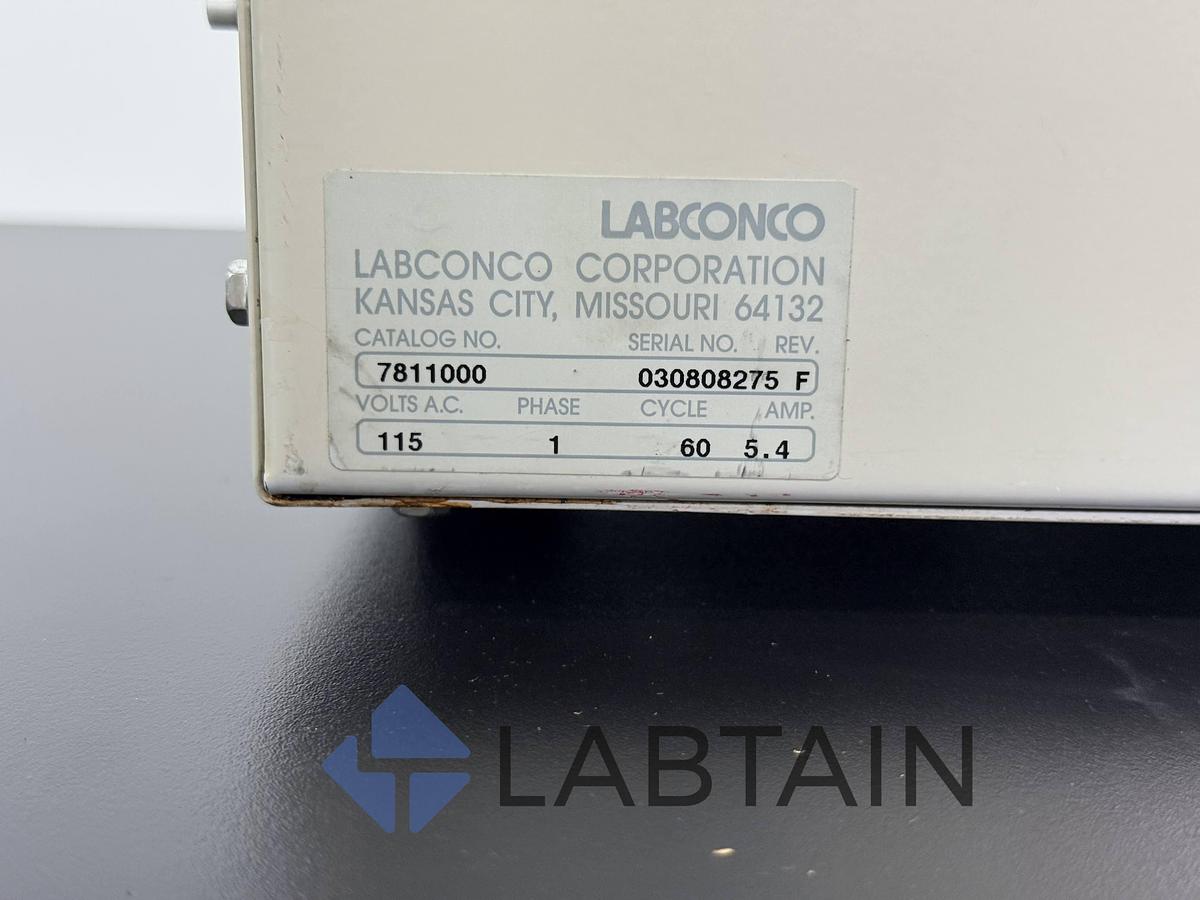 LABCONCO
LABCONCO CORPORATION
KANSAS CITY, MISSOURI 64132
CATALOG NO. SERIAL NO. REV.
7811000 030808275 F
VOLTS A.C. PHASE CYCLE AMP.
115 1 60 5.4
LABTAIN